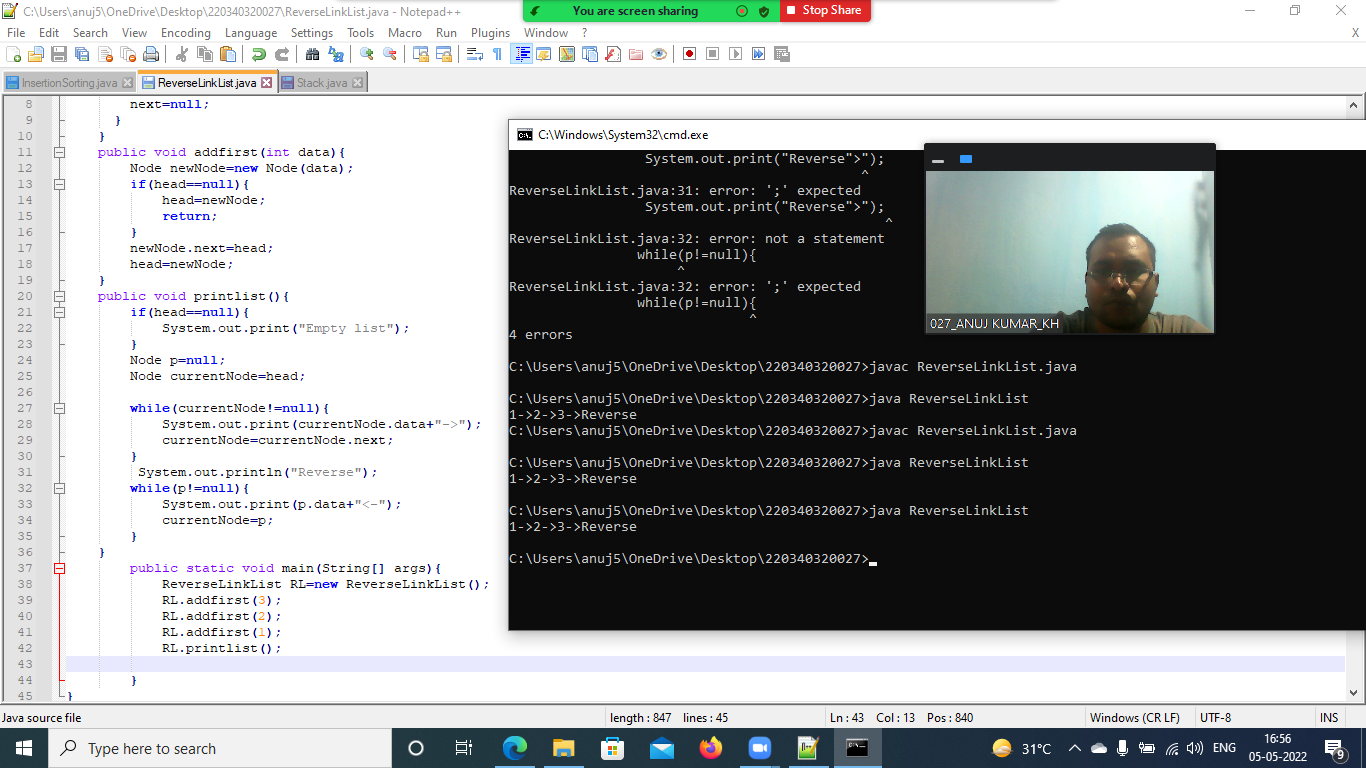 C:\Users\anuj5\OneDrive\Desktop\220340320027\ReverseLinkList.java - Notepad++
You are screen sharing
Stop Share
File Edit Search View Encoding Language Settings Tools Macro Run Plugins Window ?
X
InsertionSorting.java
ReverseLinkList.java
Stack.java
8 next=null;
9 }
10 }
11 public void addfirst(int data){
12 Node newNode=new Node(data);
13 if(head==null){
14 head=newNode;
15 return;
16 }
17 newNode.next=head;
18 head=newNode;
19 }
20 public void printlist(){
21 if(head==null){
22 System.out.print("Empty list");
23 }
24 Node p=null;
25 Node currentNode=head;
26
27 while(currentNode!=null){
28 System.out.print(currentNode.data+"->");
29 currentNode=currentNode.next;
30 }
31 System.out.println("Reverse");
32 while(p!=null){
33 System.out.print(p.data+"<-");
34 currentNode=p;
35 }
36 }
37 public static void main(String[] args){
38 ReverseLinkList RL=new ReverseLinkList();
39 RL.addfirst(3);
40 RL.addfirst(2);
41 RL.addfirst(1);
42 RL.printlist();
43
44 }
45 }
C:\Windows\System32\cmd.exe
System.out.print("Reverse">");
^
ReverseLinkList.java:31: error: ';' expected
System.out.print("Reverse">");
^
ReverseLinkList.java:32: error: not a statement
while(p!=null){
^
ReverseLinkList.java:32: error: ';' expected
while(p!=null){
^
4 errors
C:\Users\anuj5\OneDrive\Desktop\220340320027>javac ReverseLinkList.java
C:\Users\anuj5\OneDrive\Desktop\220340320027>java ReverseLinkList
1->2->3->Reverse
C:\Users\anuj5\OneDrive\Desktop\220340320027>javac ReverseLinkList.java
C:\Users\anuj5\OneDrive\Desktop\220340320027>java ReverseLinkList
1->2->3->Reverse
C:\Users\anuj5\OneDrive\Desktop\220340320027>java ReverseLinkList
1->2->3->Reverse
C:\Users\anuj5\OneDrive\Desktop\220340320027>
027_ANUJ KUMAR_KH
Java source file
length : 847 lines : 45
Ln : 43 Col : 13 Pos : 840
Windows (CR LF)
UTF-8
INS
Type here to search
31°C
ENG
16:56
05-05-2022
9